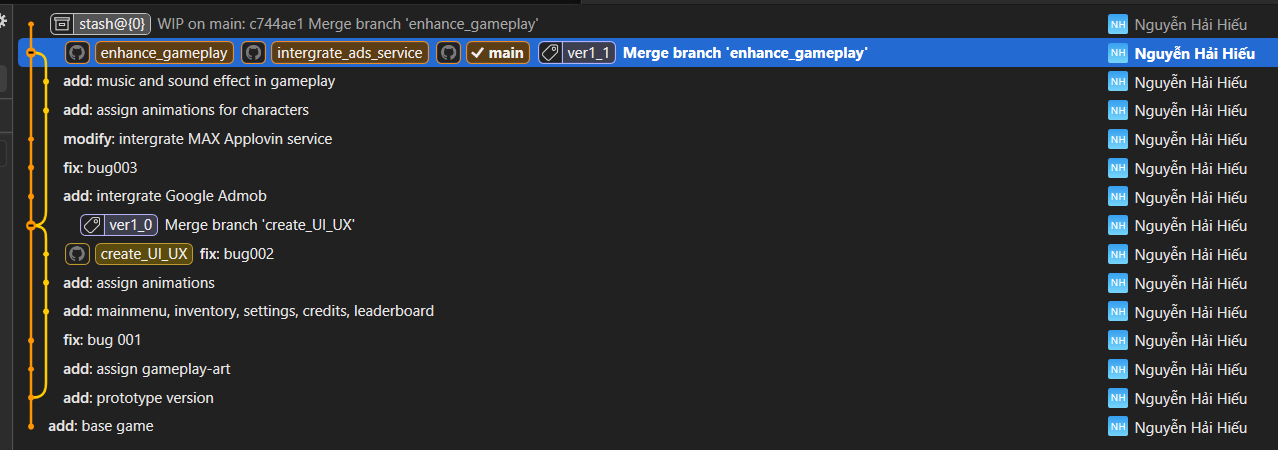 stash@{0} WIP on main: c744ae1 Merge branch 'enhance_gameplay' Nguyễn Hải Hiếu
enhance_gameplay intergrate_ads_service main ver1_1 Merge branch 'enhance_gameplay' NH Nguyễn Hải Hiếu
add: music and sound effect in gameplay NH Nguyễn Hải Hiếu
add: assign animations for characters NH Nguyễn Hải Hiếu
modify: intergrate MAX Applovin service NH Nguyễn Hải Hiếu
fix: bug003 NH Nguyễn Hải Hiếu
add: intergrate Google Admob NH Nguyễn Hải Hiếu
ver1_0 Merge branch 'create_UI_UX' NH Nguyễn Hải Hiếu
create_UI_UX fix: bug002 NH Nguyễn Hải Hiếu
add: assign animations NH Nguyễn Hải Hiếu
add: mainmenu, inventory, settings, credits, leaderboard NH Nguyễn Hải Hiếu
fix: bug 001 NH Nguyễn Hải Hiếu
add: assign gameplay-art NH Nguyễn Hải Hiếu
add: prototype version NH Nguyễn Hải Hiếu
add: base game NH Nguyễn Hải Hiếu